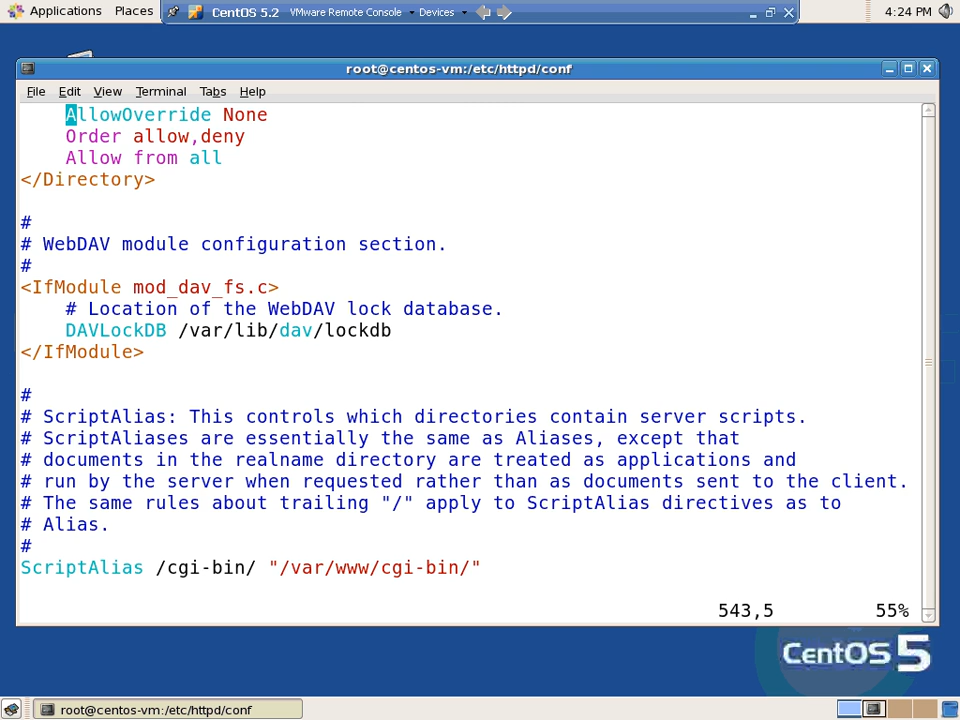 Applications Places CentOS 5.2 VMware Remote Console Devices 4:24 PM
root@centos-vm:/etc/httpd/conf
File Edit View Terminal Tabs Help
AllowOverride None
Order allow,deny
Allow from all
</Directory>
#
# WebDAV module configuration section.
#
<IfModule mod_dav_fs.c>
# Location of the WebDAV lock database.
DAVLockDB /var/lib/dav/lockdb
</IfModule>
#
# ScriptAlias: This controls which directories contain server scripts.
# ScriptAliases are essentially the same as Aliases, except that
# documents in the realname directory are treated as applications and
# run by the server when requested rather than as documents sent to the client.
# The same rules about trailing "/" apply to ScriptAlias directives as to
# Alias.
#
ScriptAlias /cgi-bin/ "/var/www/cgi-bin/"
543,5 55%
CentOS 5
root@centos-vm:/etc/httpd/conf